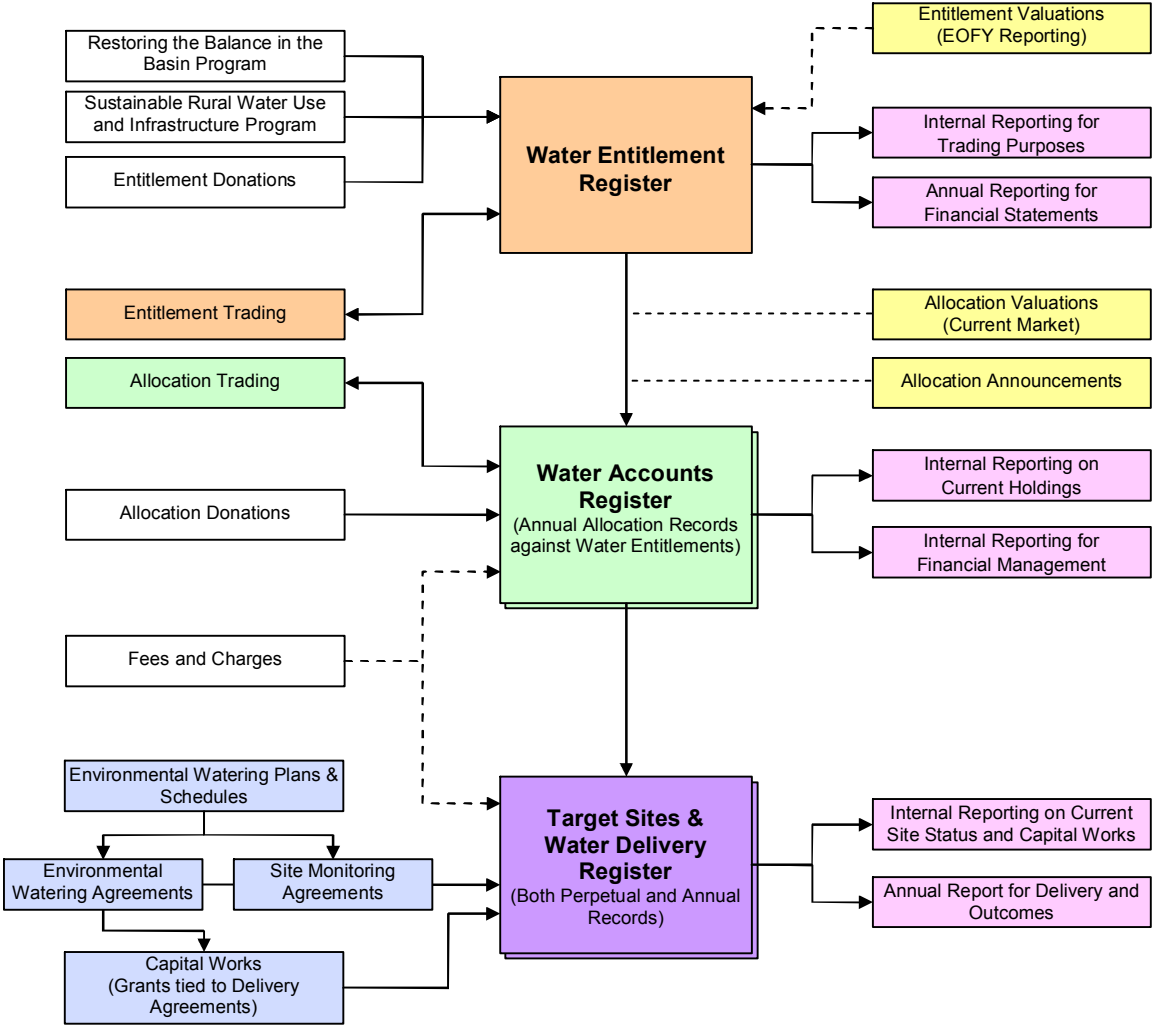 Entitlement Valuations
(EOFY Reporting)
Restoring the Balance in the
Basin Program
Sustainable Rural Water Use
and Infrastructure Program
Entitlement Donations
Water Entitlement
Register
Internal Reporting for
Trading Purposes
Annual Reporting for
Financial Statements
Entitlement Trading
Allocation Valuations
(Current Market)
Allocation Trading
Allocation Announcements
Water Accounts
Register
(Annual Allocation Records
against Water Entitlements)
Internal Reporting on
Current Holdings
Allocation Donations
Internal Reporting for
Financial Management
Fees and Charges
Environmental Watering Plans &
Schedules
Environmental
Watering Agreements
Site Monitoring
Agreements
Capital Works
(Grants tied to Delivery
Agreements)
Target Sites &
Water Delivery
Register
(Both Perpetual and Annual
Records)
Internal Reporting on Current
Site Status and Capital Works
Annual Report for Delivery and
Outcomes